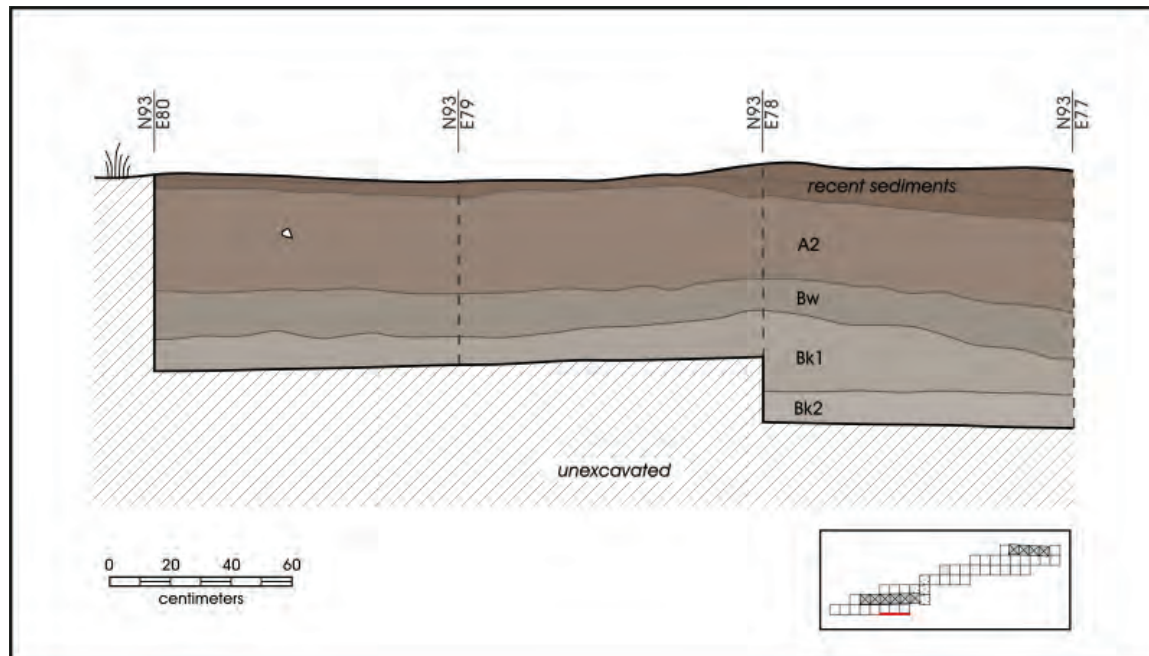 N93
E80
N93
E79
N93
E78
N93
E77
recent sediments
A2
Bw
Bk1
Bk2
unexcavated
0 20 40 60
centimeters